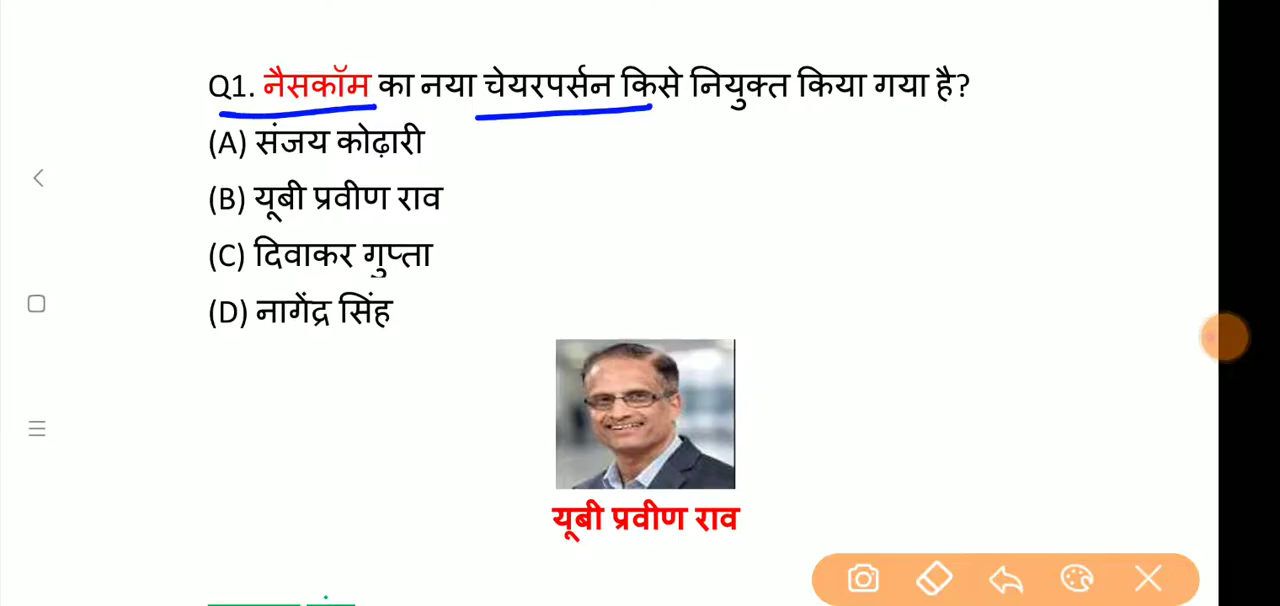 Q1. नैसकॉम का नया चेयरपर्सन किसे नियुक्त किया गया है?
(A) संजय कोढ़ारी
(B) यूबी प्रवीण राव
(C) दिवाकर गुप्ता
(D) नागेंद्र सिंह
यूबी प्रवीण राव